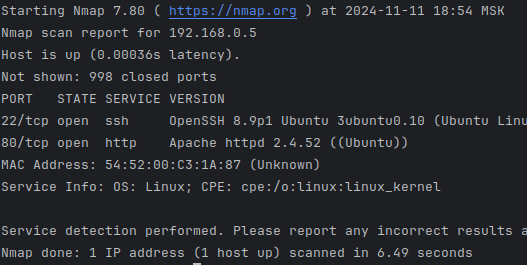 Starting Nmap 7.80 ( https://nmap.org ) at 2024-11-11 18:54 MSK
Nmap scan report for 192.168.0.5
Host is up (0.00036s latency).
Not shown: 998 closed ports
PORT   STATE SERVICE VERSION
22/tcp open  ssh     OpenSSH 8.9p1 Ubuntu 3ubuntu0.10 (Ubuntu Linu
80/tcp open  http    Apache httpd 2.4.52 ((Ubuntu))
MAC Address: 54:52:00:C3:1A:87 (Unknown)
Service Info: OS: Linux; CPE: cpe:/o:linux:linux_kernel

Service detection performed. Please report any incorrect results a
Nmap done: 1 IP address (1 host up) scanned in 6.49 seconds